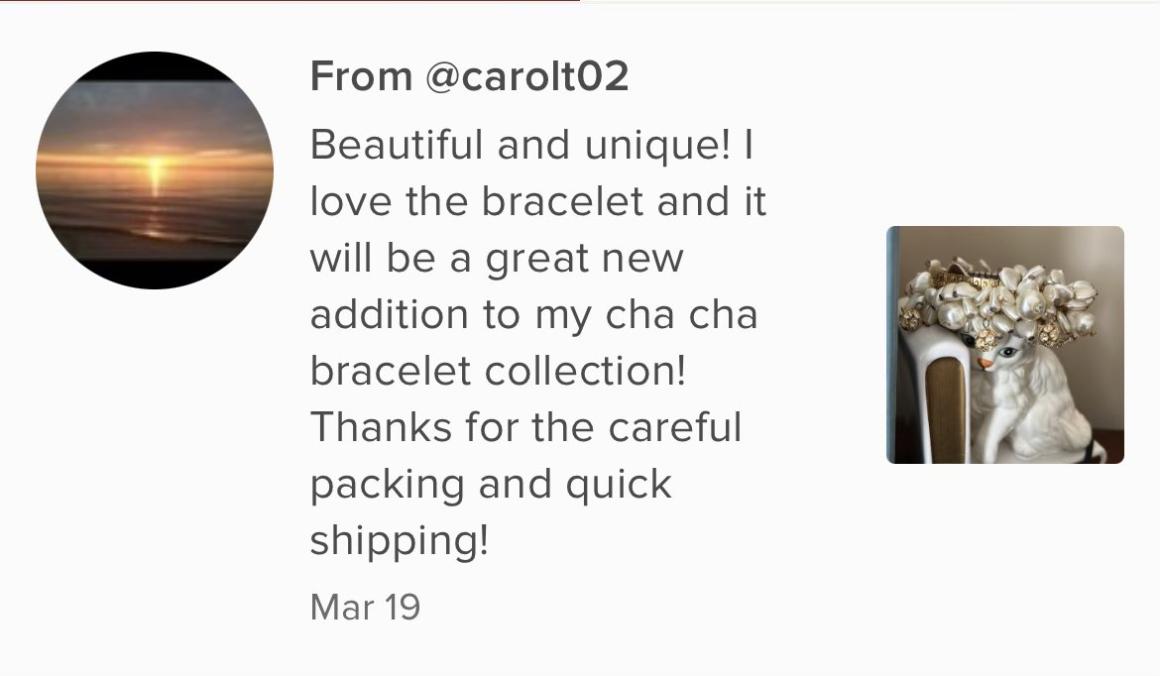 From @carolt02
Beautiful and unique! I
love the bracelet and it
will be a great new
addition to my cha cha
bracelet collection!
Thanks for the careful
packing and quick
shipping!
Mar 19